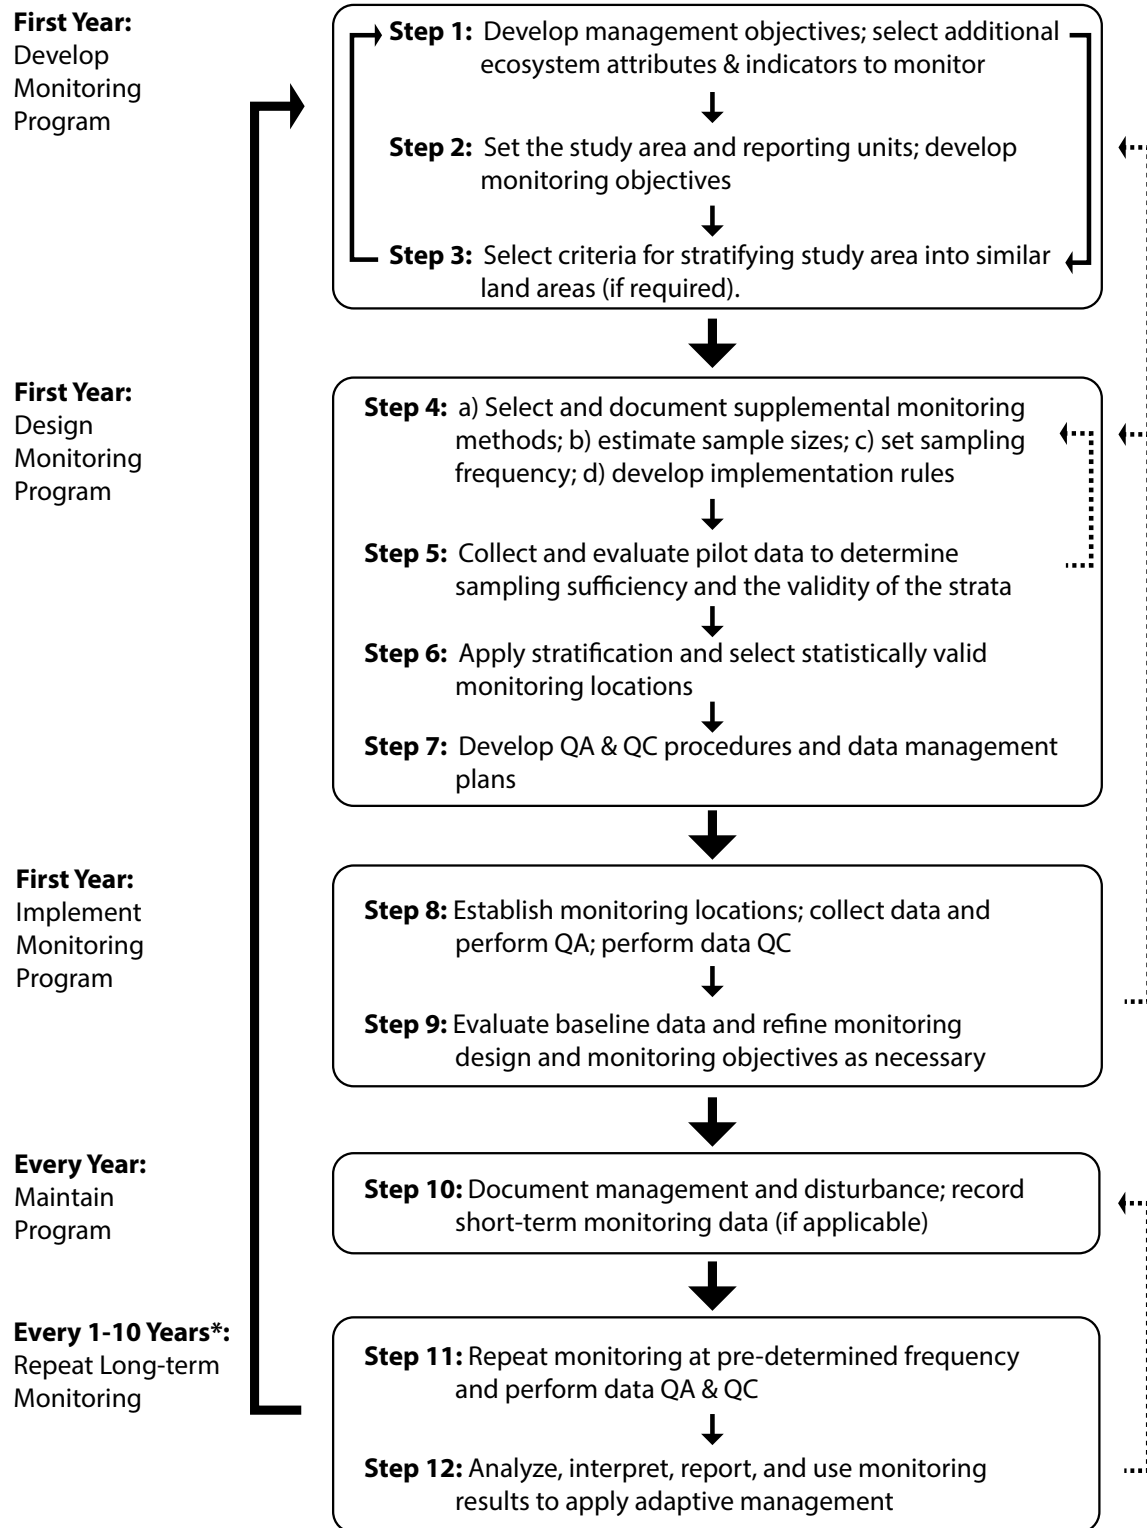 First Year:
Develop
Monitoring
Program
Step 1: Develop management objectives; select additional
ecosystem attributes & indicators to monitor
Step 2: Set the study area and reporting units; develop
monitoring objectives
Step 3: Select criteria for stratifying study area into similar
land areas (if required).
First Year:
Design
Monitoring
Program
Step 4: a) Select and document supplemental monitoring
methods; b) estimate sample sizes; c) set sampling
frequency; d) develop implementation rules
Step 5: Collect and evaluate pilot data to determine
sampling sufficiency and the validity of the strata
Step 6: Apply stratification and select statistically valid
monitoring locations
Step 7: Develop QA & QC procedures and data management
plans
First Year:
Implement
Monitoring
Program
Step 8: Establish monitoring locations; collect data and
perform QA; perform data QC
Step 9: Evaluate baseline data and refine monitoring
design and monitoring objectives as necessary
Every Year:
Maintain
Program
Step 10: Document management and disturbance; record
short-term monitoring data (if applicable)
Every 1-10 Years*:
Repeat Long-term
Monitoring
Step 11: Repeat monitoring at pre-determined frequency
and perform data QA & QC
Step 12: Analyze, interpret, report, and use monitoring
results to apply adaptive management